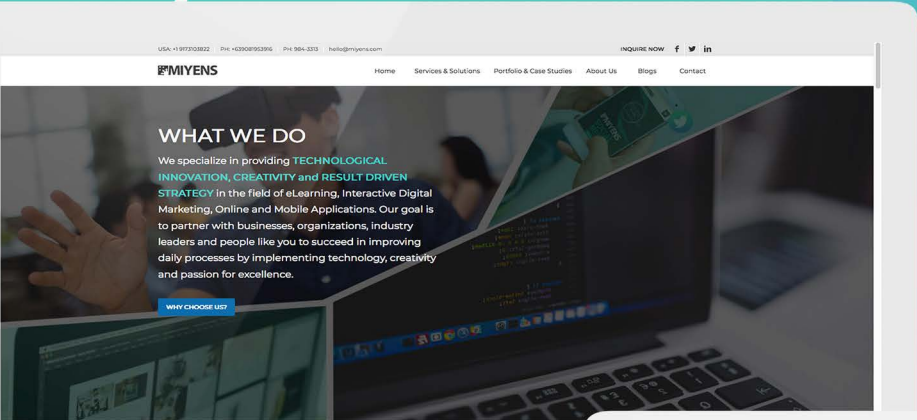 USA: +1 9173103822 PH: +639081953916 PH: 984-3313 hello@miyens.com INQUIRE NOW
MIYENS Home Services & Solutions Portfolio & Case Studies About Us Blogs Contact
WHAT WE DO
We specialize in providing TECHNOLOGICAL
INNOVATION, CREATIVITY and RESULT DRIVEN
STRATEGY in the field of eLearning, Interactive Digital
Marketing, Online and Mobile Applications. Our goal is
to partner with businesses, organizations, industry
leaders and people like you to succeed in improving
daily processes by implementing technology, creativity
and passion for excellence.
WHY CHOOSE US?